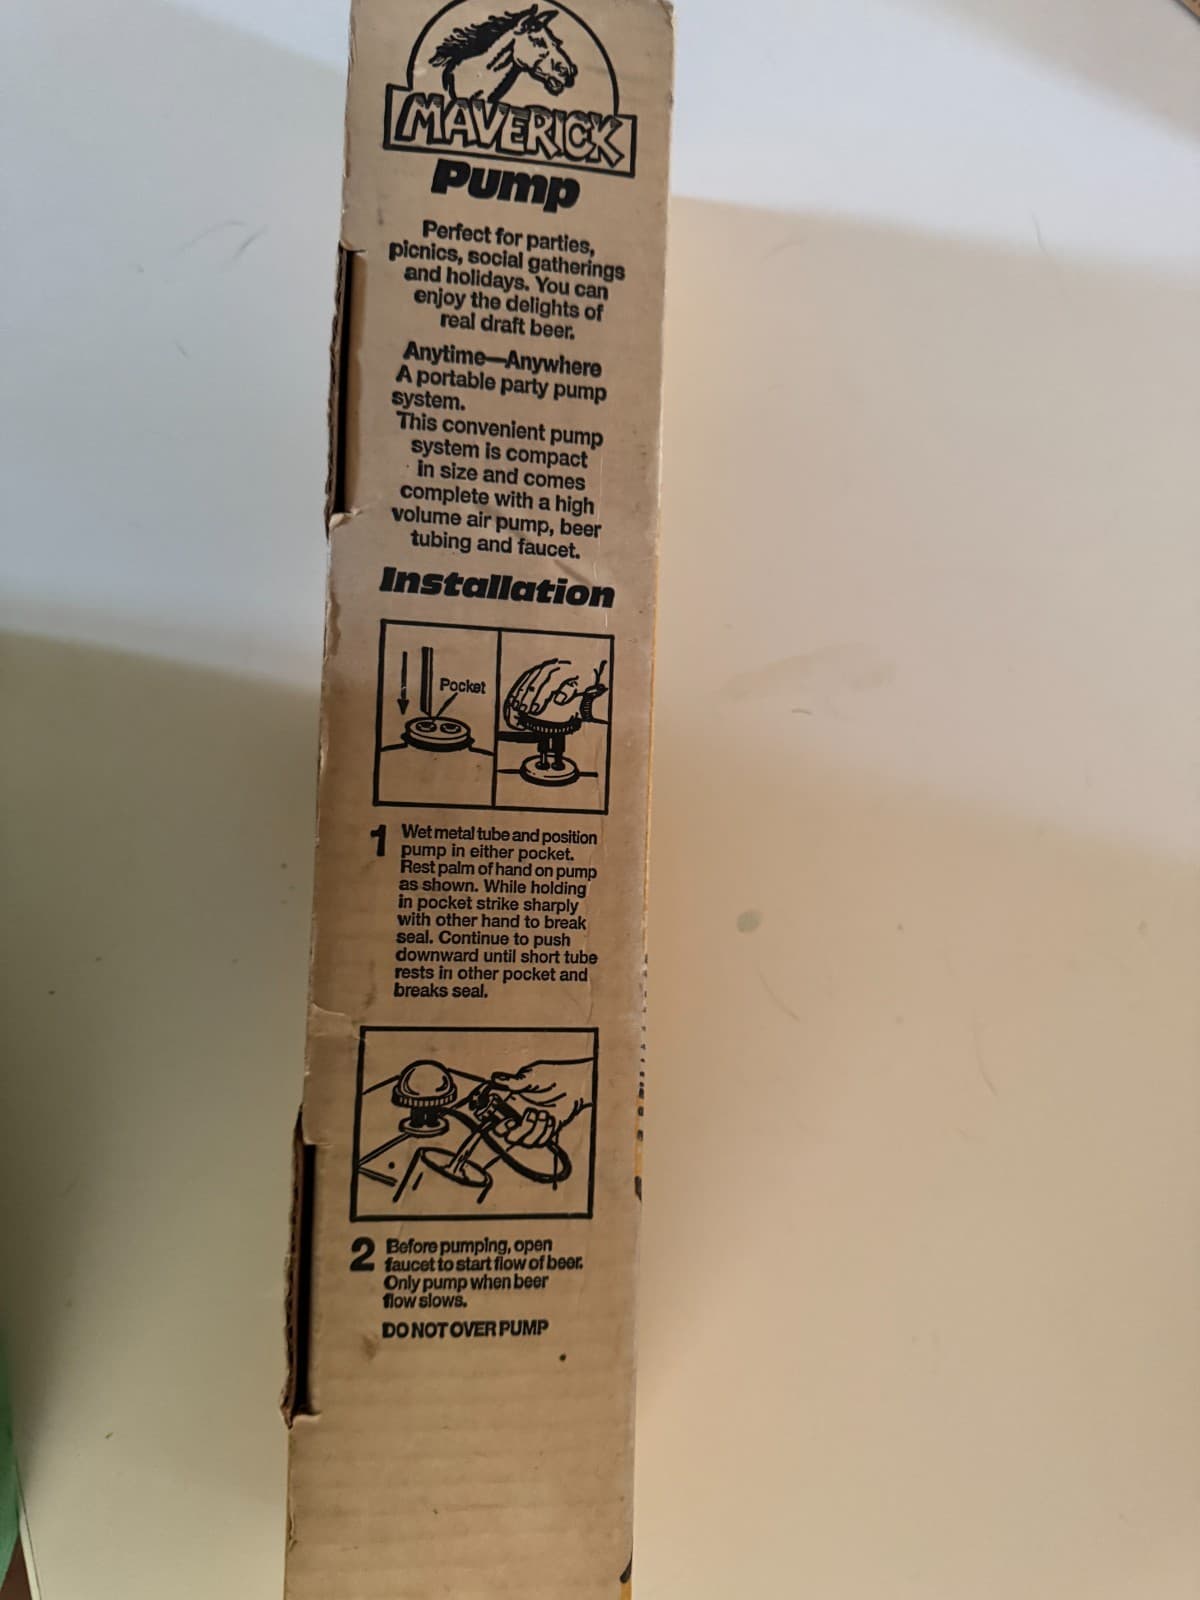 MAVERICK
Pump
Perfect for parties,
picnics, social gatherings
and holidays. You can
enjoy the delights of
real draft beer.
Anytime—Anywhere
A portable party pump
system.
This convenient pump
system is compact
in size and comes
complete with a high
volume air pump, beer
tubing and faucet.
Installation
Pocket
1 Wet metal tube and position
pump in either pocket.
Rest palm of hand on pump
as shown. While holding
in pocket strike sharply
with other hand to break
seal. Continue to push
downward until short tube
rests in other pocket and
breaks seal.
2 Before pumping, open
faucet to start flow of beer.
Only pump when beer
flow slows.
DO NOT OVER PUMP